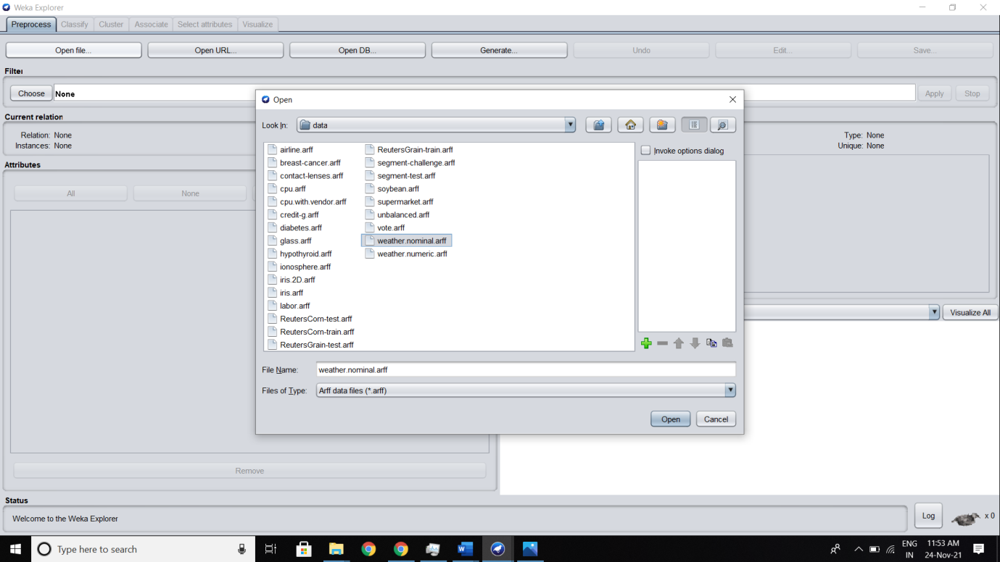 Weka Explorer
Preprocess Classify Cluster Associate Select attributes Visualize
Open file... Open URL... Open DB... Generate... Undo Edit... Save...
Filter
Choose None Apply Stop
Current relation
Relation: None
Instances: None
Type: None
Unique: None
Attributes
All None
Remove
Visualize All
Open
Look In: data
airline.arff
breast-cancer.arff
contact-lenses.arff
cpu.arff
cpu.with.vendor.arff
credit-g.arff
diabetes.arff
glass.arff
hypothyroid.arff
ionosphere.arff
iris.2D.arff
iris.arff
labor.arff
ReutersCorn-test.arff
ReutersCorn-train.arff
ReutersGrain-test.arff
ReutersGrain-train.arff
segment-challenge.arff
segment-test.arff
soybean.arff
supermarket.arff
unbalanced.arff
vote.arff
weather.nominal.arff
weather.numeric.arff
Invoke options dialog
File Name: weather.nominal.arff
Files of Type: Arff data files (*.arff)
Open Cancel
Status
Welcome to the Weka Explorer
Log x 0
Type here to search
ENG
IN
11:53 AM
24-Nov-21